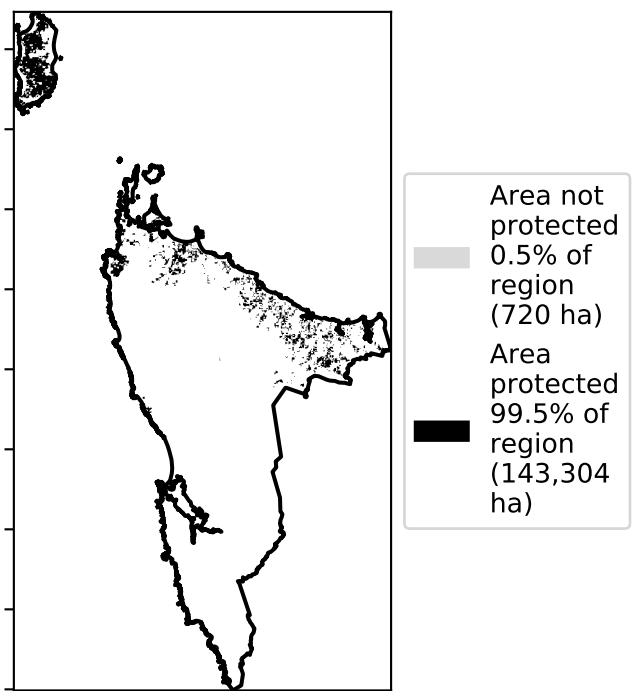 Area not
protected
0.5% of
region
(720 ha)
Area
protected
99.5% of
region
(143,304
ha)